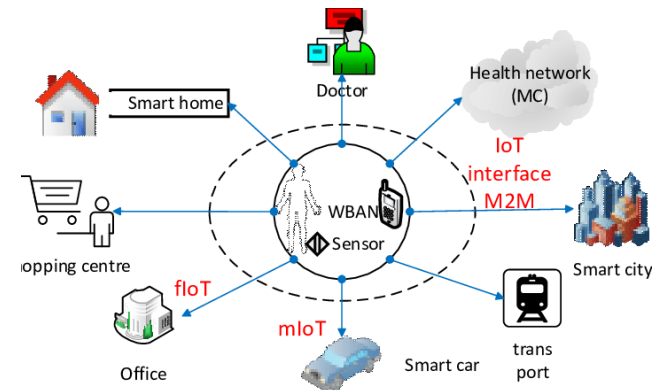 Doctor
Health network
(MC)
Smart home
IoT
interface
M2M
WBAN
Sensor
hopping centre
Smart city
fIoT
mIoT
Office
Smart car
trans
port